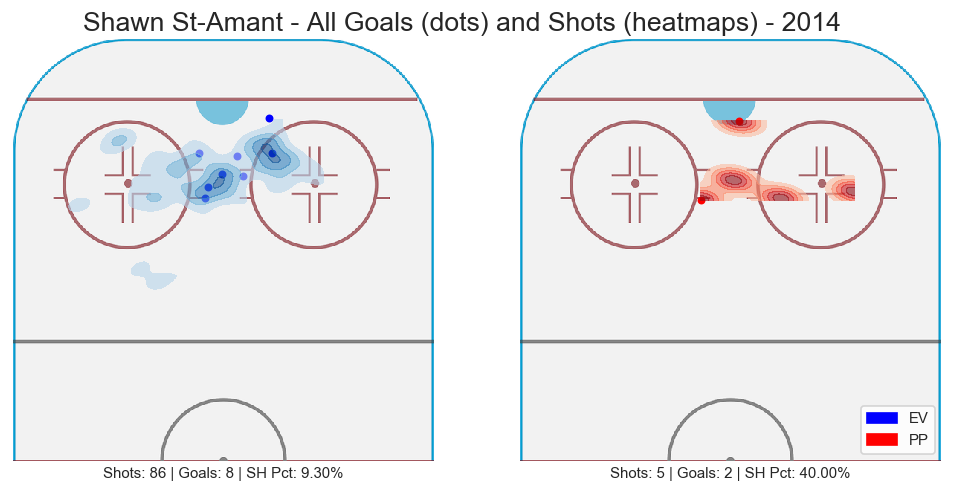 Shawn St-Amant - All Goals (dots) and Shots (heatmaps) - 2014
EV
PP
Shots: 86 | Goals: 8 | SH Pct: 9.30%
Shots: 5 | Goals: 2 | SH Pct: 40.00%